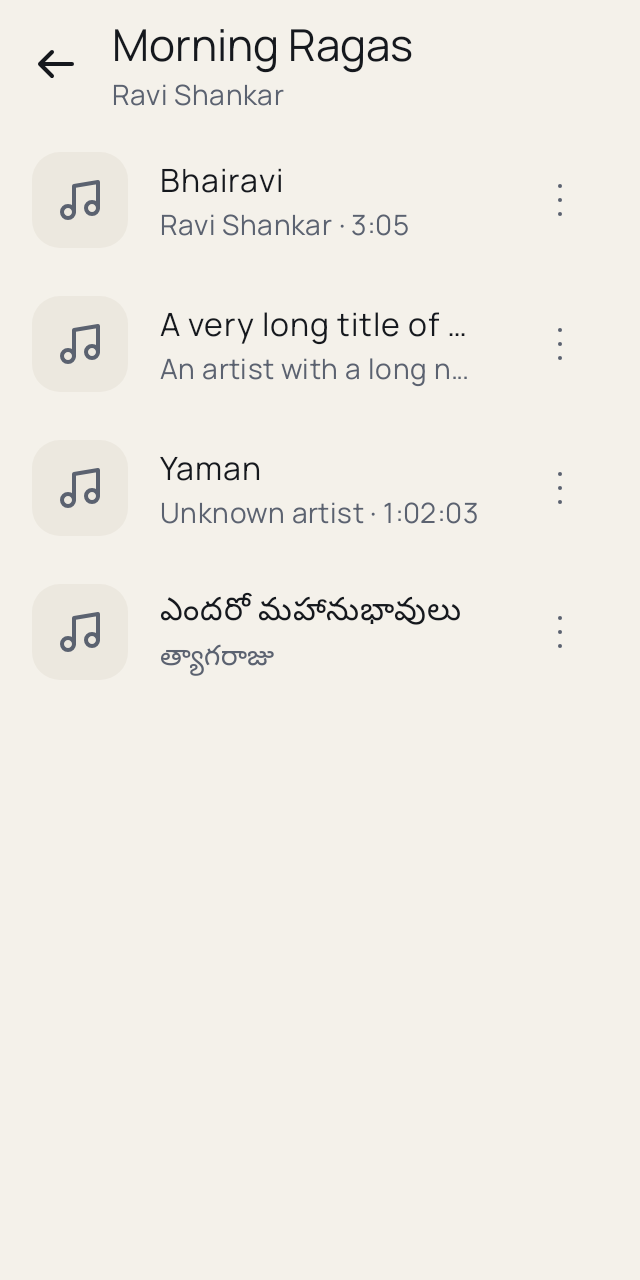 Morning Ragas
Ravi Shankar
Bhairavi
Ravi Shankar · 3:05
A very long title of ...
An artist with a long n...
Yaman
Unknown artist · 1:02:03
ఎందరో మహానుభావులు
త్యాగరాజు